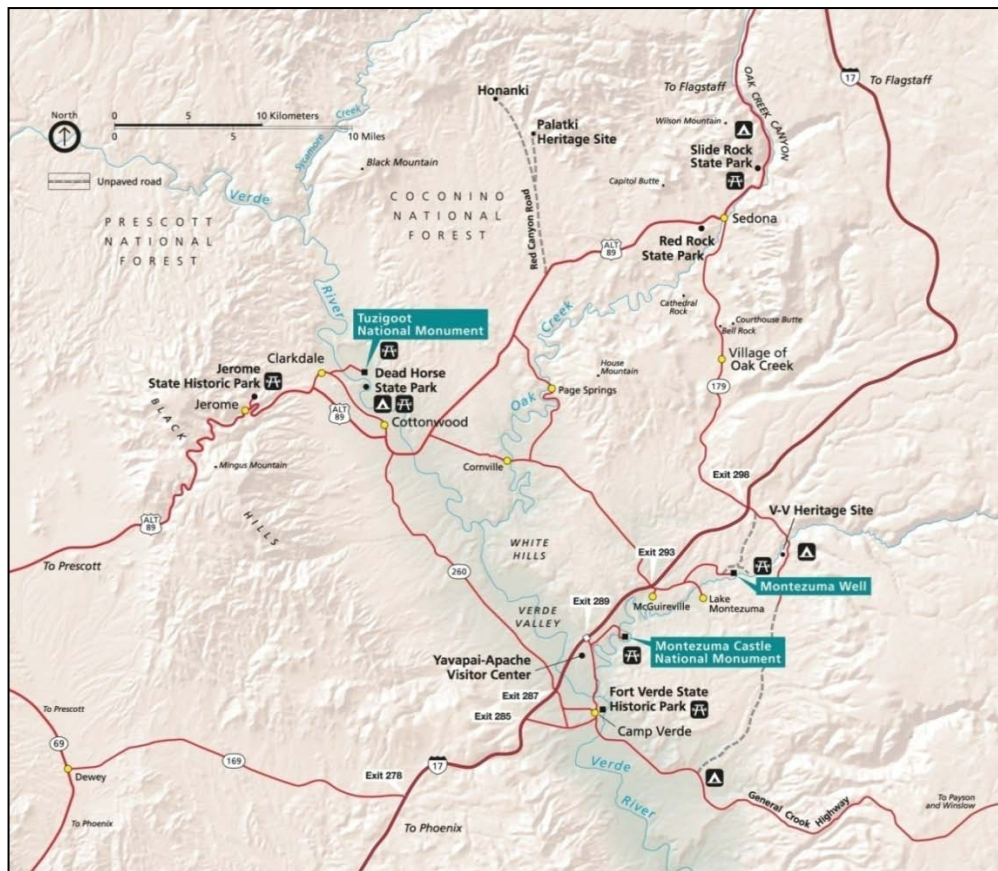 North
0 5 10 Kilometers
0 5 10 Miles
Unpaved road
Sycamore Creek
Black Mountain
Verde
River
PRESCOTT
NATIONAL
FOREST
COCONINO
NATIONAL
FOREST
Honanki
Palatki
Heritage Site
Red Canyon Road
To Flagstaff
OAK CREEK CANYON
17
To Flagstaff
Wilson Mountain
Slide Rock
State Park
Capitol Butte
Sedona
ALT
89
Red Rock
State Park
Cathedral
Rock
Courthouse Butte
Bell Rock
Village of
Oak Creek
179
House
Mountain
Page Springs
Oak
Creek
Tuzigoot
National Monument
Clarkdale
Dead Horse
State Park
Jerome
State Historic Park
Jerome
ALT
89
Cottonwood
BLACK
HILLS
Mingus Mountain
ALT
89
To Prescott
Cornville
WHITE
HILLS
260
VERDE
VALLEY
Exit 298
V-V Heritage Site
Exit 293
Montezuma Well
McGuireville
Lake
Montezuma
Exit 289
Montezuma Castle
National Monument
Yavapai-Apache
Visitor Center
Exit 287
Exit 285
Fort Verde State
Historic Park
Camp Verde
To Prescott
69
Dewey
169
Exit 278
17
To Phoenix
To Phoenix
Verde
River
General Crook Highway
To Payson
and Winslow